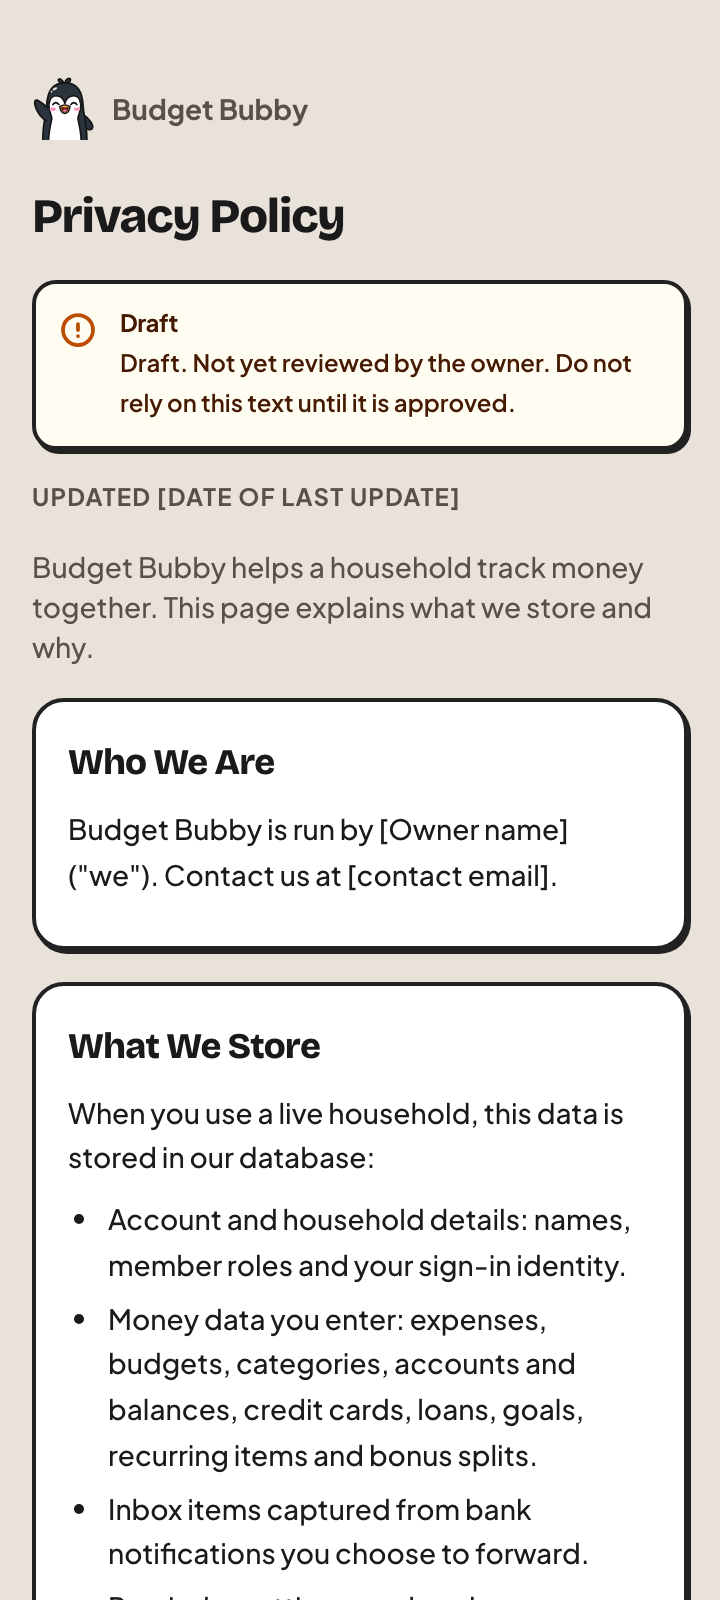 Budget Bubby
Privacy Policy
Draft
Draft. Not yet reviewed by the owner. Do not
rely on this text until it is approved.
UPDATED [DATE OF LAST UPDATE]
Budget Bubby helps a household track money
together. This page explains what we store and
why.
Who We Are
Budget Bubby is run by [Owner name]
("we"). Contact us at [contact email].
What We Store
When you use a live household, this data is
stored in our database:
• Account and household details: names,
member roles and your sign-in identity.
• Money data you enter: expenses,
budgets, categories, accounts and
balances, credit cards, loans, goals,
recurring items and bonus splits.
• Inbox items captured from bank
notifications you choose to forward.